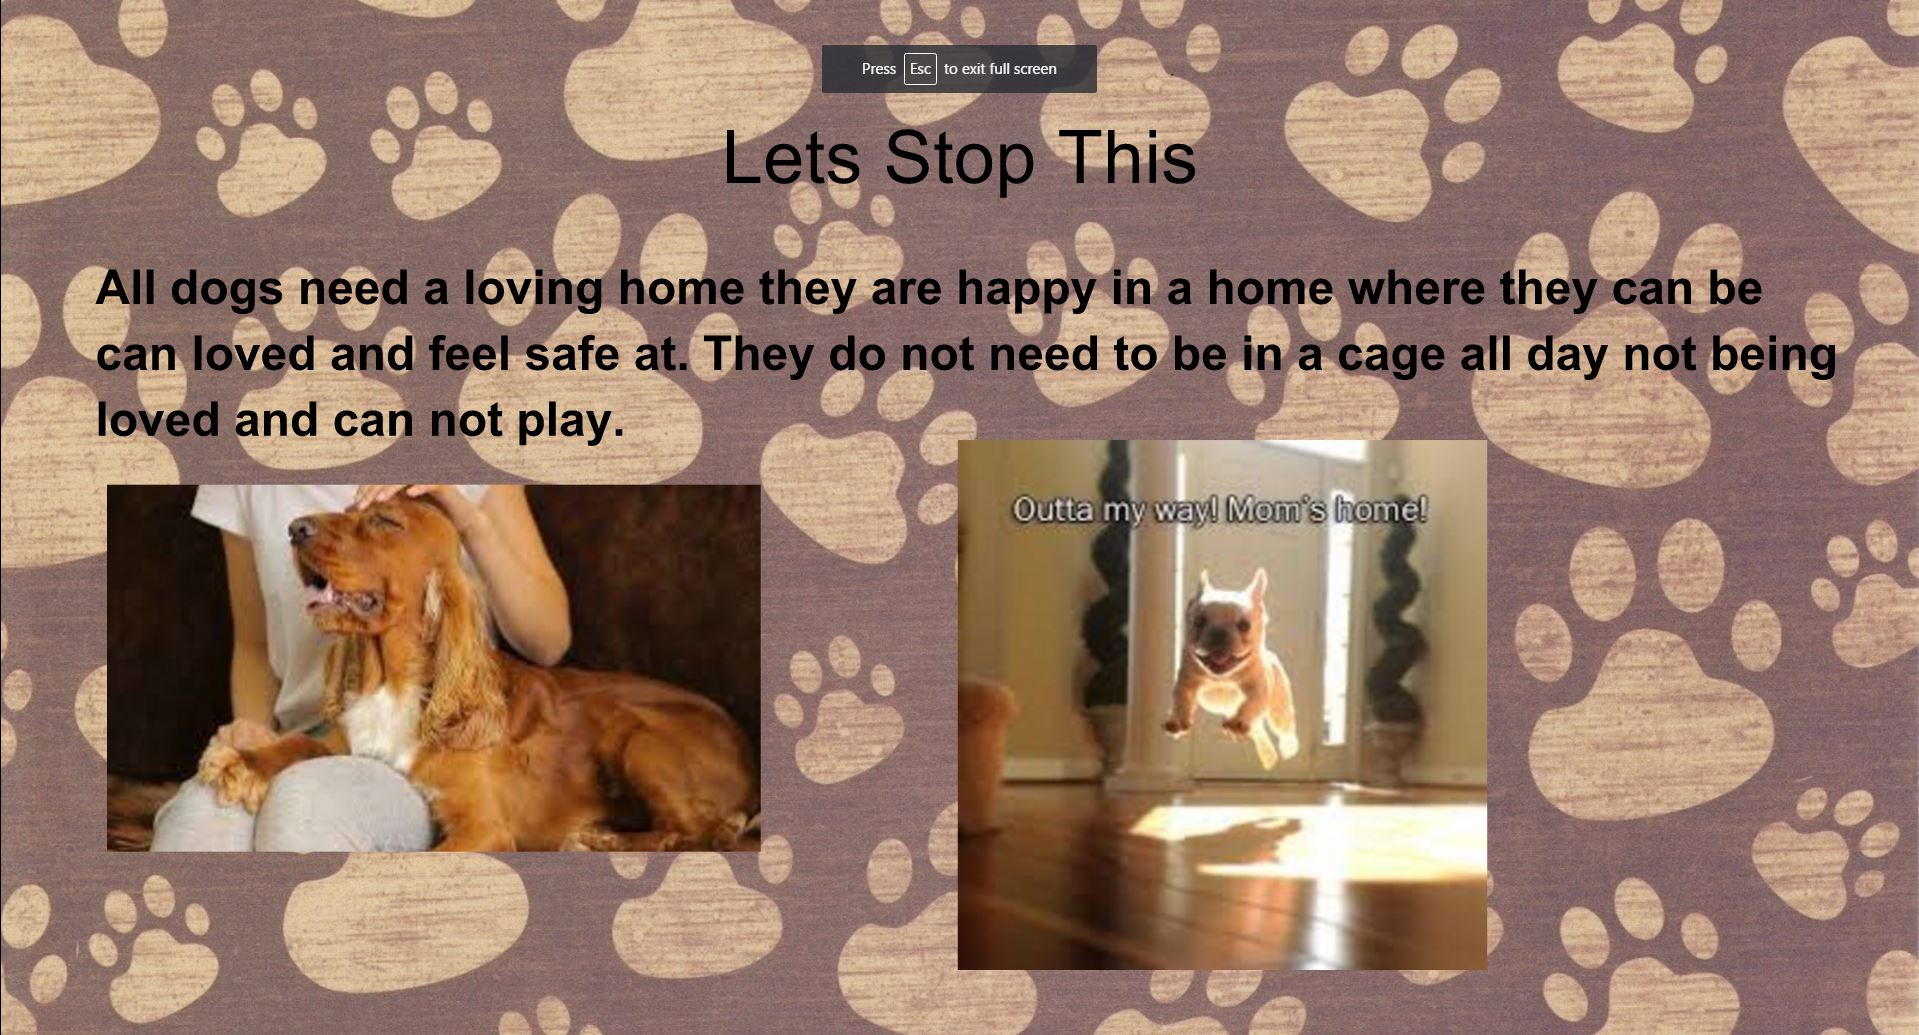 Press Esc to exit full screen
Lets Stop This
All dogs need a loving home they are happy in a home where they can be
can loved and feel safe at. They do not need to be in a cage all day not being
loved and can not play.
Outta my way! Mom's home!